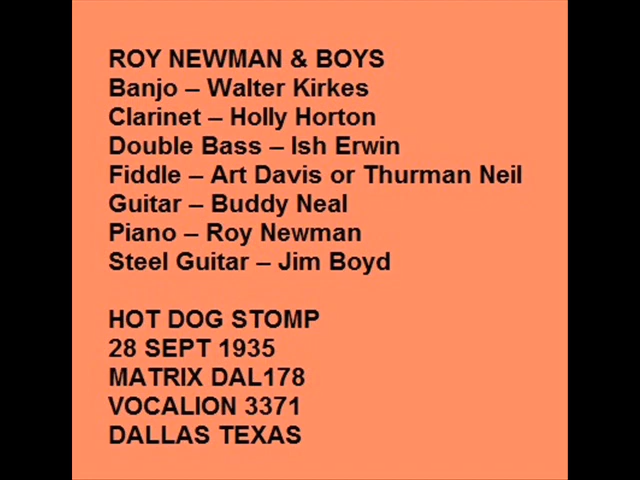 ROY NEWMAN & BOYS
Banjo – Walter Kirkes
Clarinet – Holly Horton
Double Bass – Ish Erwin
Fiddle – Art Davis or Thurman Neil
Guitar – Buddy Neal
Piano – Roy Newman
Steel Guitar – Jim Boyd
HOT DOG STOMP
28 SEPT 1935
MATRIX DAL178
VOCALION 3371
DALLAS TEXAS